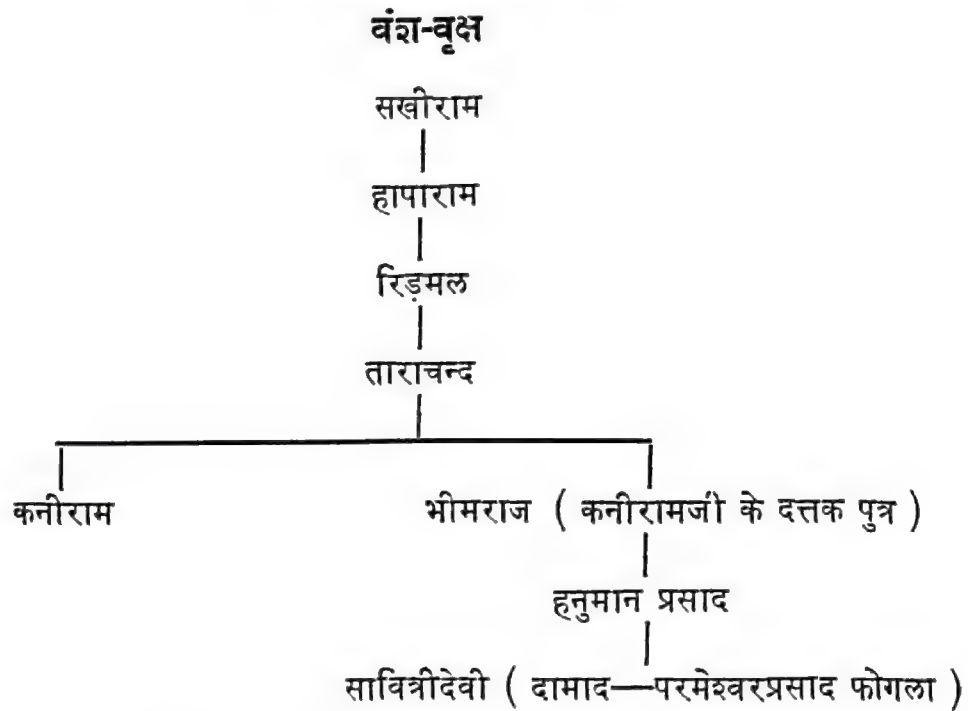 वंश-वृक्ष
सखीराम
हापाराम
रिड़मल
ताराचन्द
कनीराम भीमराज ( कनीरामजी के दत्तक पुत्र )
हनुमान प्रसाद
सावित्रीदेवी ( दामाद—परमेश्वरप्रसाद फोगला )